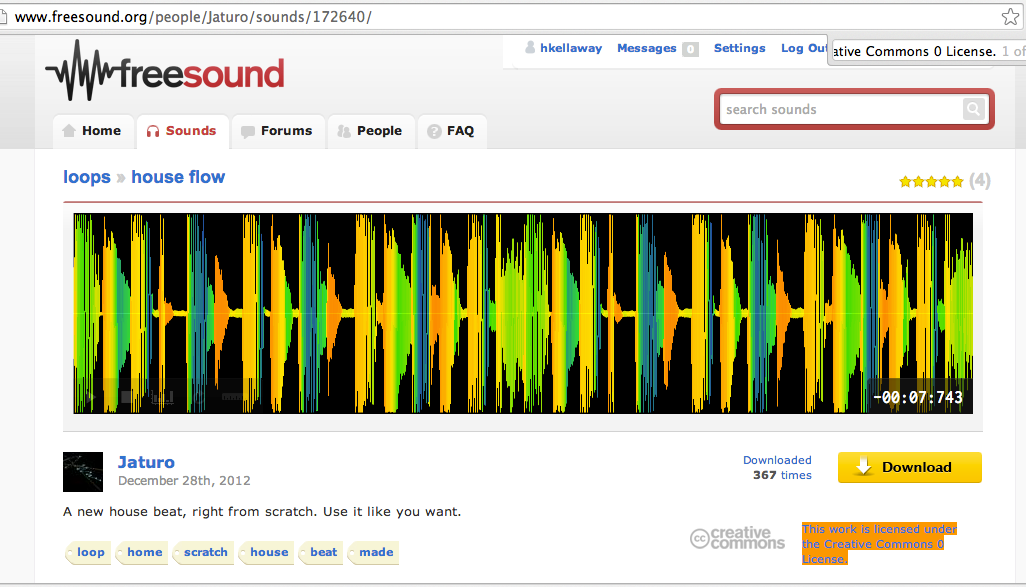 www.freesound.org/people/Jaturo/sounds/172640/
hkellaway Messages 0 Settings Log Out
ative Commons 0 License. 1 of
freesound
search sounds
Home Sounds Forums People ? FAQ
loops » house flow
(4)
-00:07:743
Jaturo
December 28th, 2012
Downloaded
367 times
Download
A new house beat, right from scratch. Use it like you want.
loop home scratch house beat made
cc creative
commons
This work is licensed under
the Creative Commons 0
License.